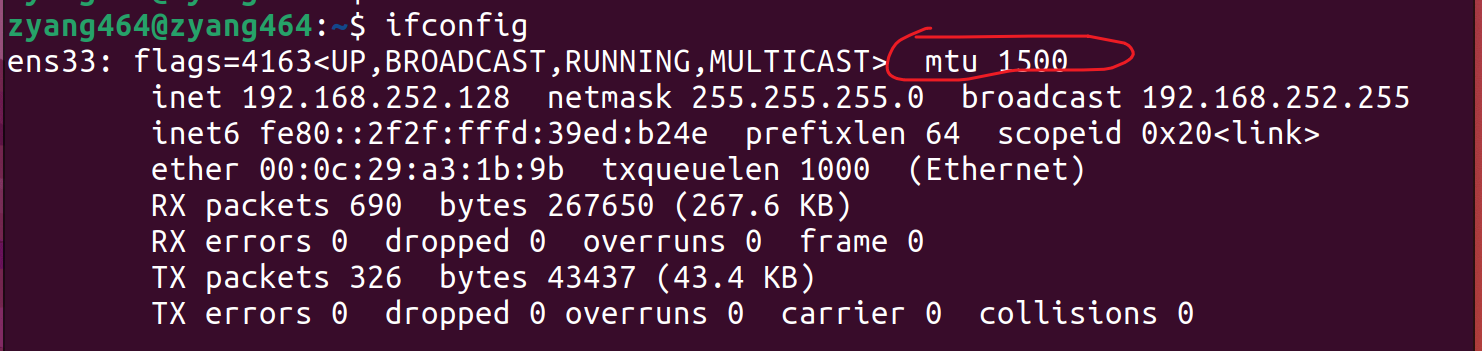 zyang464@zyang464:~$ ifconfig
ens33: flags=4163<UP,BROADCAST,RUNNING,MULTICAST>  mtu 1500
        inet 192.168.252.128  netmask 255.255.255.0  broadcast 192.168.252.255
        inet6 fe80::2f2f:fffd:39ed:b24e  prefixlen 64  scopeid 0x20<link>
        ether 00:0c:29:a3:1b:9b  txqueuelen 1000  (Ethernet)
        RX packets 690  bytes 267650 (267.6 KB)
        RX errors 0  dropped 0  overruns 0  frame 0
        TX packets 326  bytes 43437 (43.4 KB)
        TX errors 0  dropped 0 overruns 0  carrier 0  collisions 0